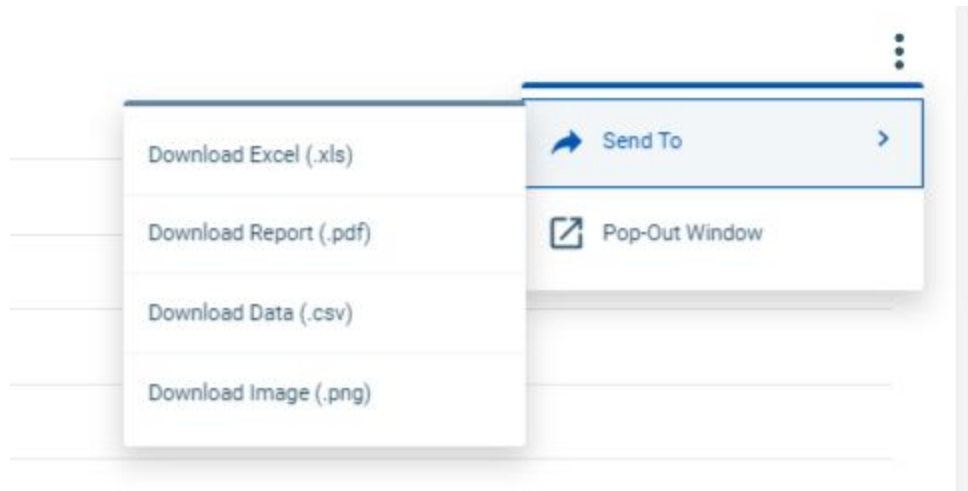 Send To
Pop-Out Window
Download Excel (.xls)
Download Report (.pdf)
Download Data (.csv)
Download Image (.png)